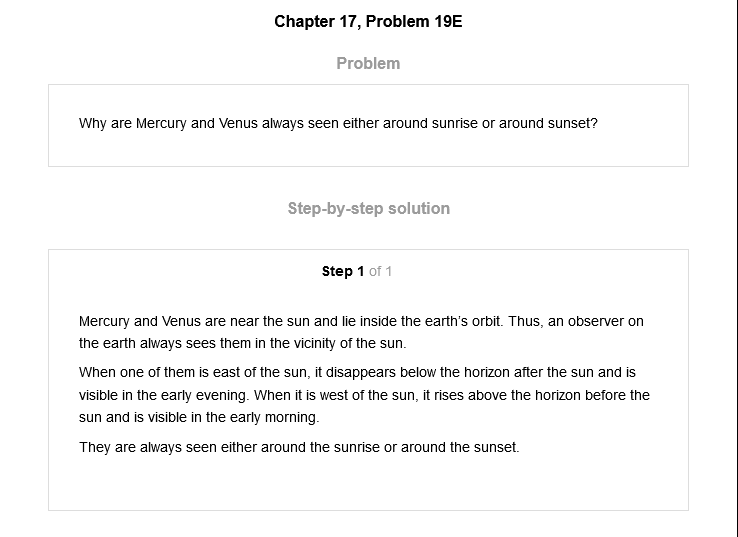 Chapter 17, Problem 19E
Problem
Why are Mercury and Venus always seen either around sunrise or around sunset?
Step-by-step solution
Step 1 of 1
Mercury and Venus are near the sun and lie inside the earth's orbit. Thus, an observer on
the earth always sees them in the vicinity of the sun.
When one of them is east of the sun, it disappears below the horizon after the sun and is
visible in the early evening. When it is west of the sun, it rises above the horizon before the
sun and is visible in the early morning.
They are always seen either around the sunrise or around the sunset.